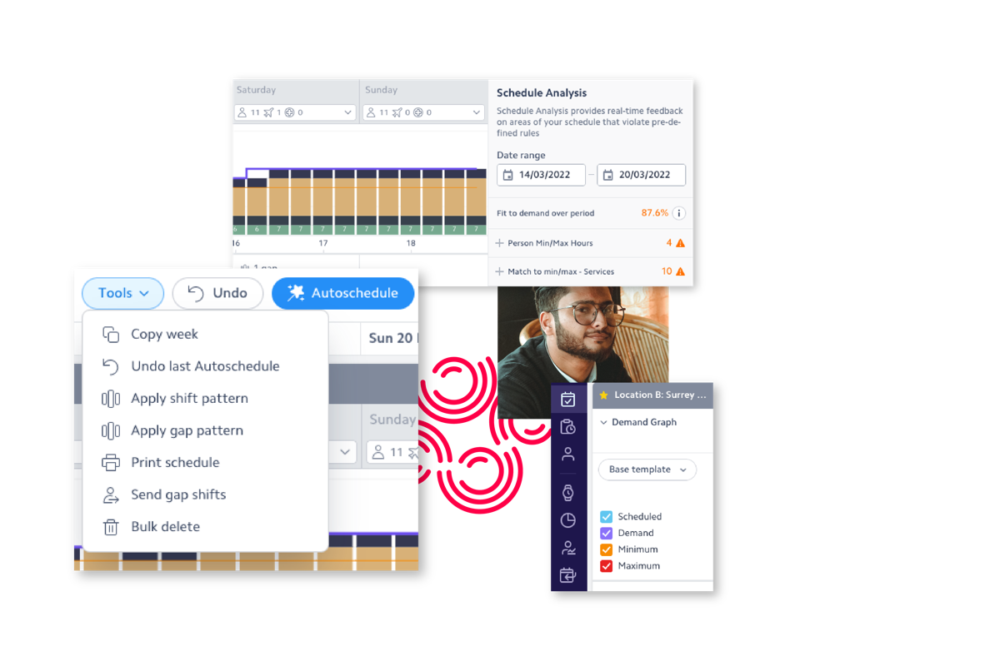 Saturday
Sunday
11 1 0
11 0 0
6 6 7 7 7 7 7 7 7 7 7 7
16 17 18
1 gap
Schedule Analysis
Schedule Analysis provides real-time feedback
on areas of your schedule that violate pre-de-
fined rules
Date range
14/03/2022 – 20/03/2022
Fit to demand over period 87.6% i
Person Min/Max Hours 4
Match to min/max - Services 10
Tools
Undo
Autoschedule
Copy week
Undo last Autoschedule
Apply shift pattern
Apply gap pattern
Print schedule
Send gap shifts
Bulk delete
Sun 20
Sunday
11
Location B: Surrey ...
Demand Graph
Base template
Scheduled
Demand
Minimum
Maximum